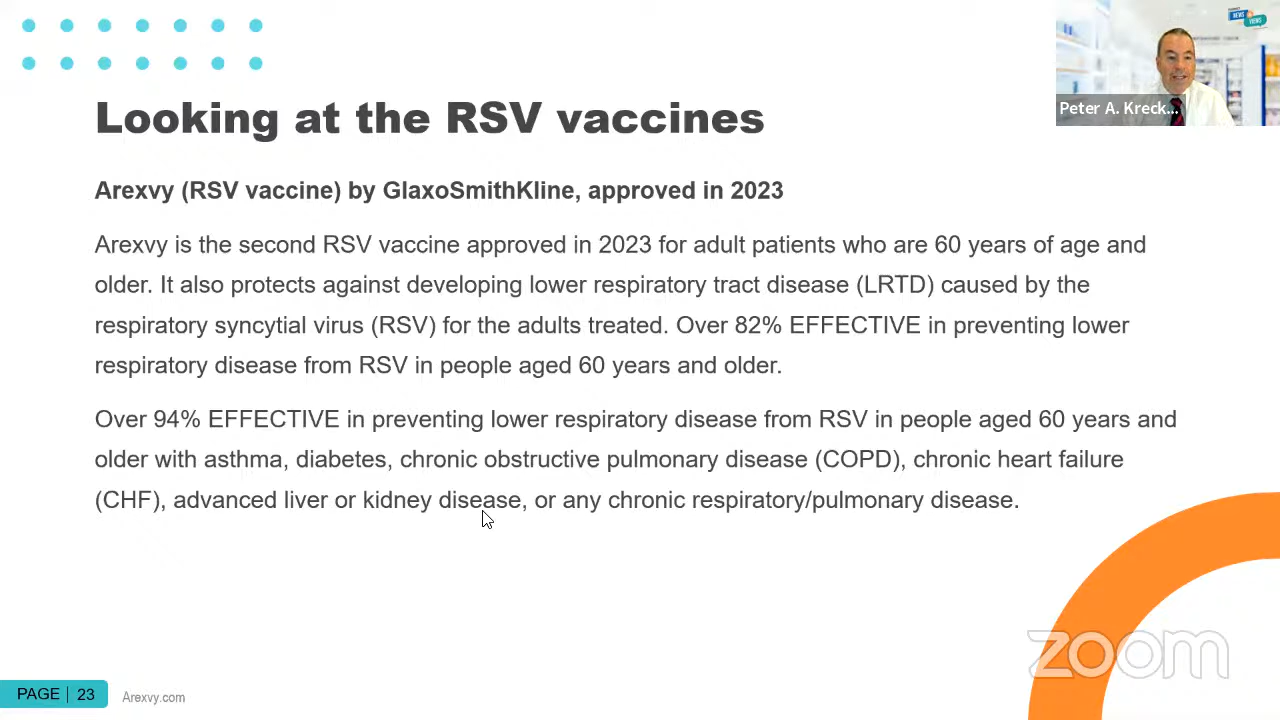 NEWS
VIEWS
Peter A. Kreck...
Looking at the RSV vaccines
Arexvy (RSV vaccine) by GlaxoSmithKline, approved in 2023
Arexvy is the second RSV vaccine approved in 2023 for adult patients who are 60 years of age and
older. It also protects against developing lower respiratory tract disease (LRTD) caused by the
respiratory syncytial virus (RSV) for the adults treated. Over 82% EFFECTIVE in preventing lower
respiratory disease from RSV in people aged 60 years and older.
Over 94% EFFECTIVE in preventing lower respiratory disease from RSV in people aged 60 years and
older with asthma, diabetes, chronic obstructive pulmonary disease (COPD), chronic heart failure
(CHF), advanced liver or kidney disease, or any chronic respiratory/pulmonary disease.
zoom
PAGE | 23
Arexvy.com